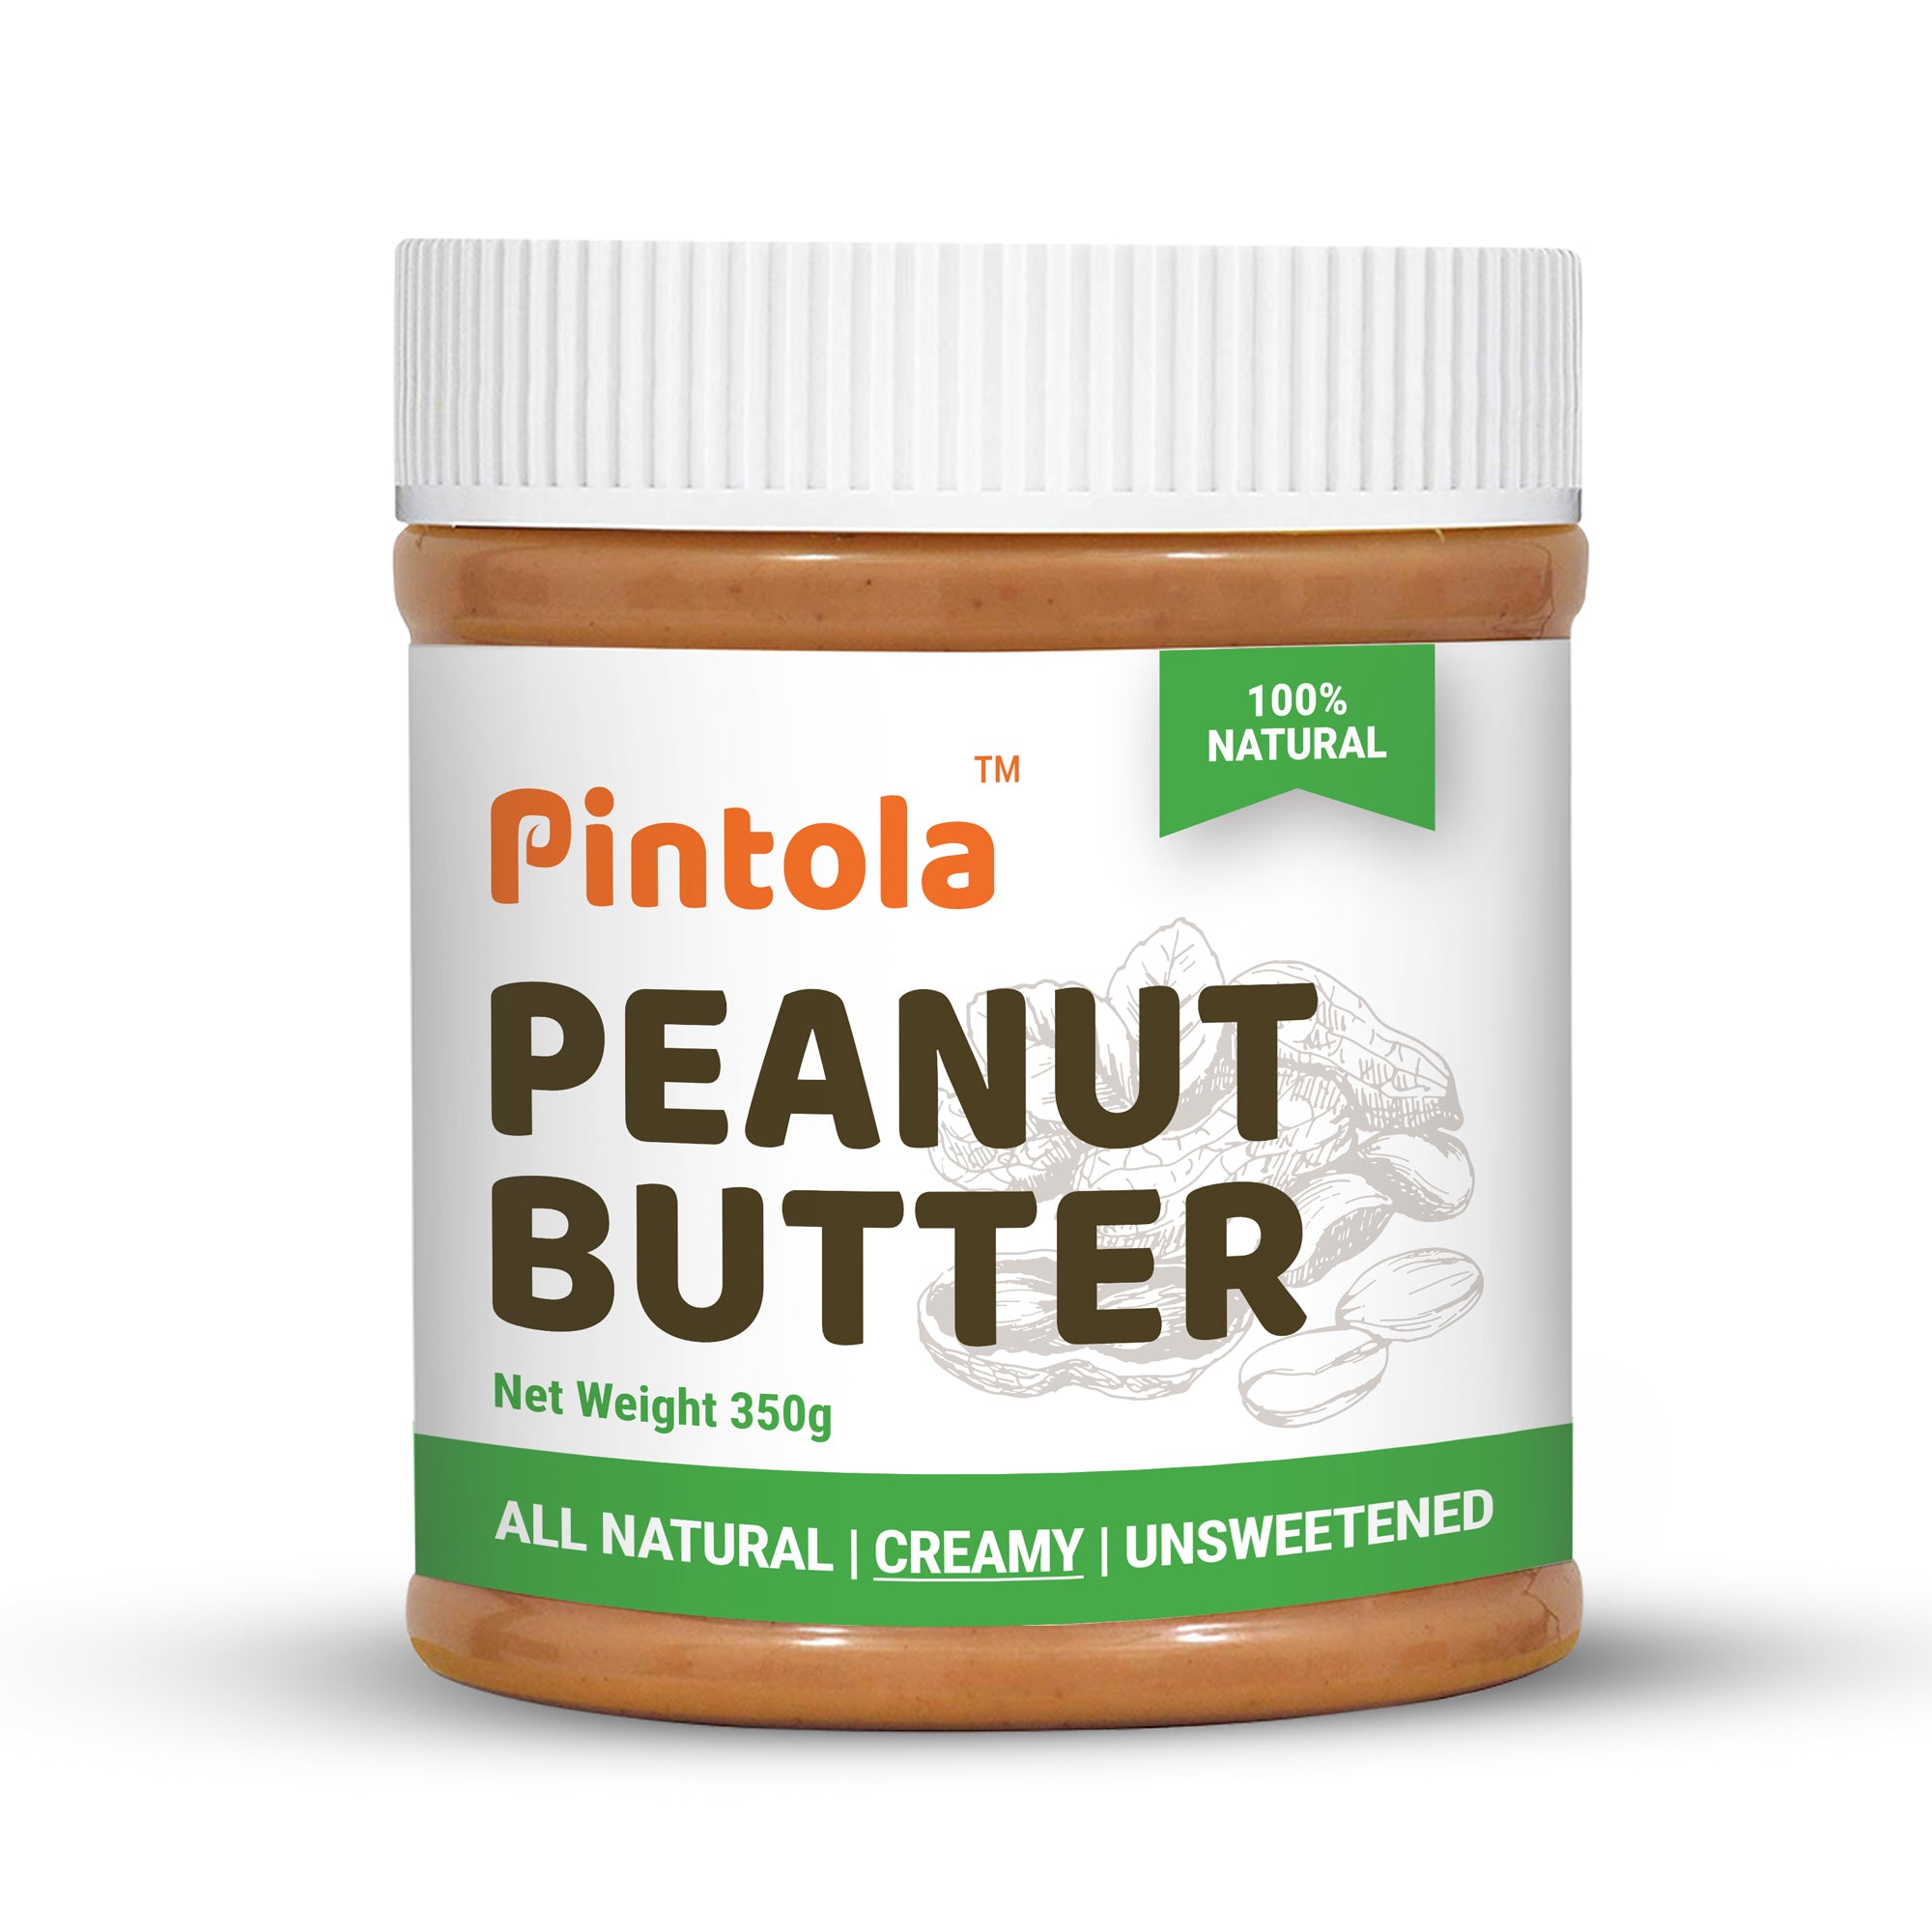 100%
NATURAL
Pintola™
PEANUT
BUTTER
Net Weight 350g
ALL NATURAL | CREAMY | UNSWEETENED